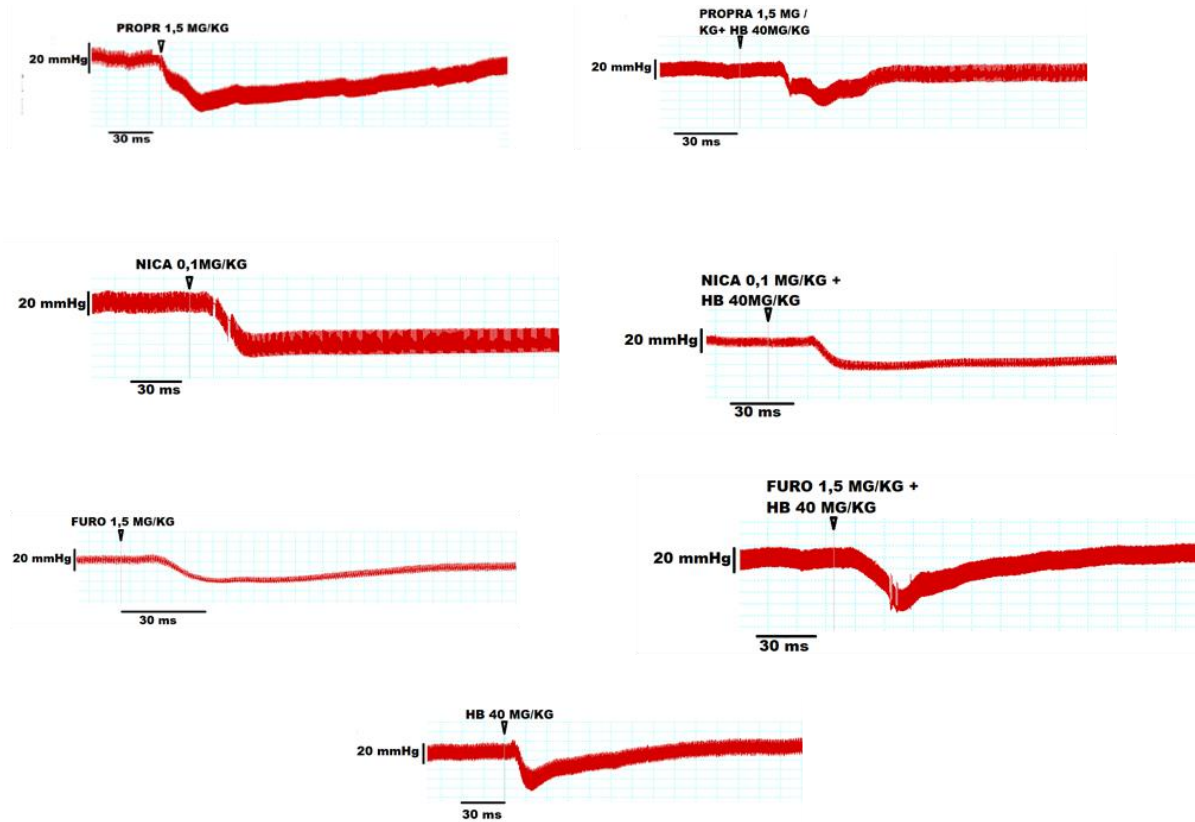 PROPR 1,5 MG/KG
20 mmHg
30 ms
PROPRA 1,5 MG /
KG+ HB 40MG/KG
20 mmHg
30 ms
NICA 0,1MG/KG
20 mmHg
30 ms
NICA 0,1 MG/KG +
HB 40MG/KG
20 mmHg
30 ms
FURO 1,5 MG/KG
20 mmHg
30 ms
FURO 1,5 MG/KG +
HB 40 MG/KG
20 mmHg
30 ms
HB 40 MG/KG
20 mmHg
30 ms